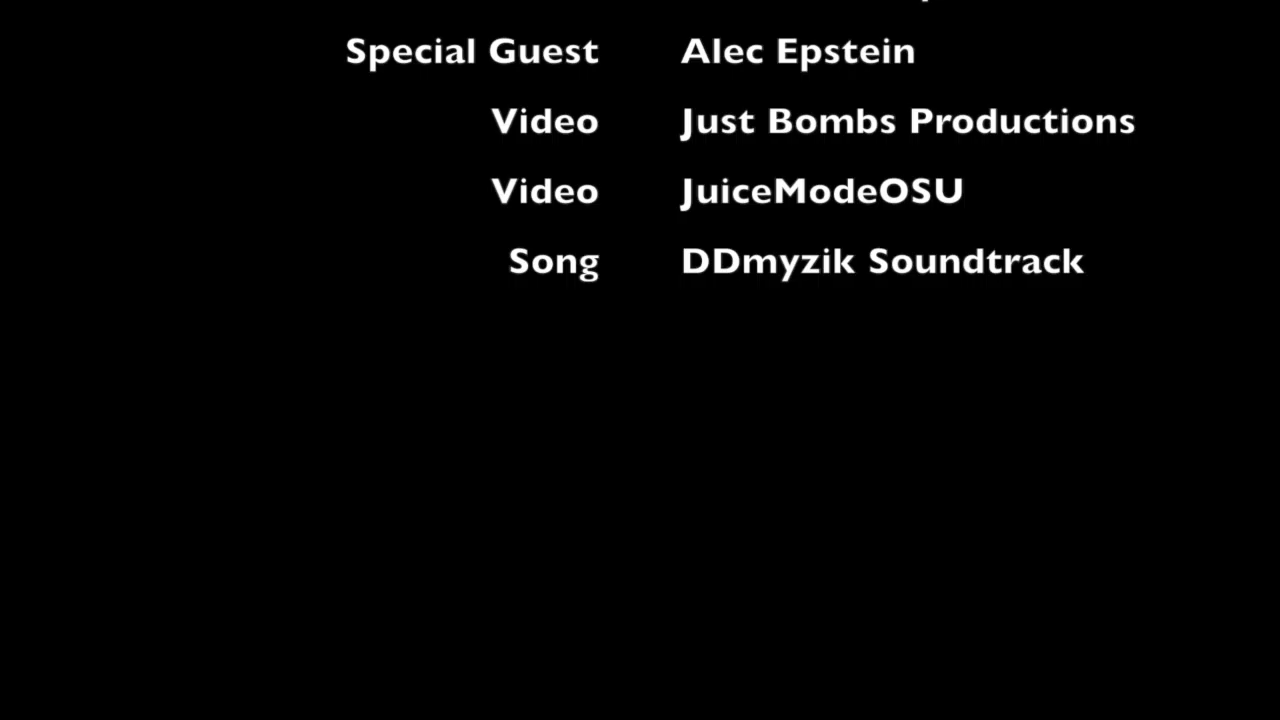 Special Guest Alec Epstein
Video Just Bombs Productions
Video JuiceModeOSU
Song DDmyzik Soundtrack